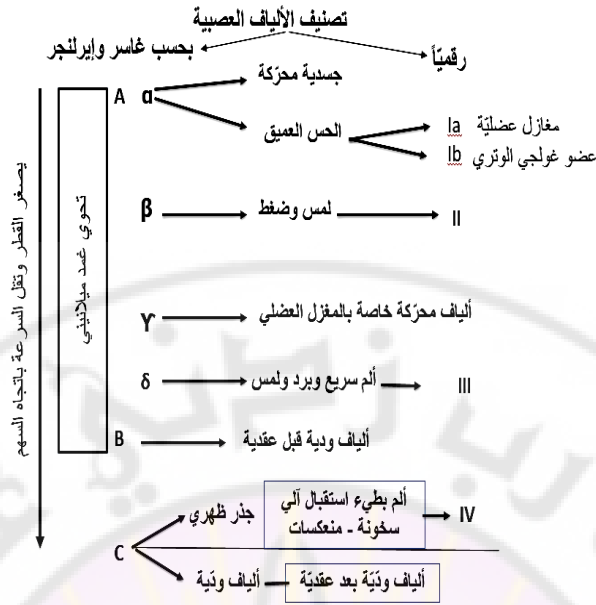 تصنيف الألياف العصبية
بحسب غاسر وإيرلنجر
رقميّاً
يصغر القطر وتقل السرعة باتجاه السهم
تحوي غمد ميلانيني
A
α
جسدية محرّكة
الحس العميق
Ia مغازل عضليّة
Ib عضو غولجي الوتري
β
لمس وضغط
II
ϒ
ألياف محرّكة خاصة بالمغزل العضلي
δ
ألم سريع وبرد ولمس
III
B
ألياف ودية قبل عقدية
C
جذر ظهري
ألم بطيء استقبال آلي
سخونة - منعكسات
IV
ألياف ودّية
ألياف ودّيّة بعد عقديّة